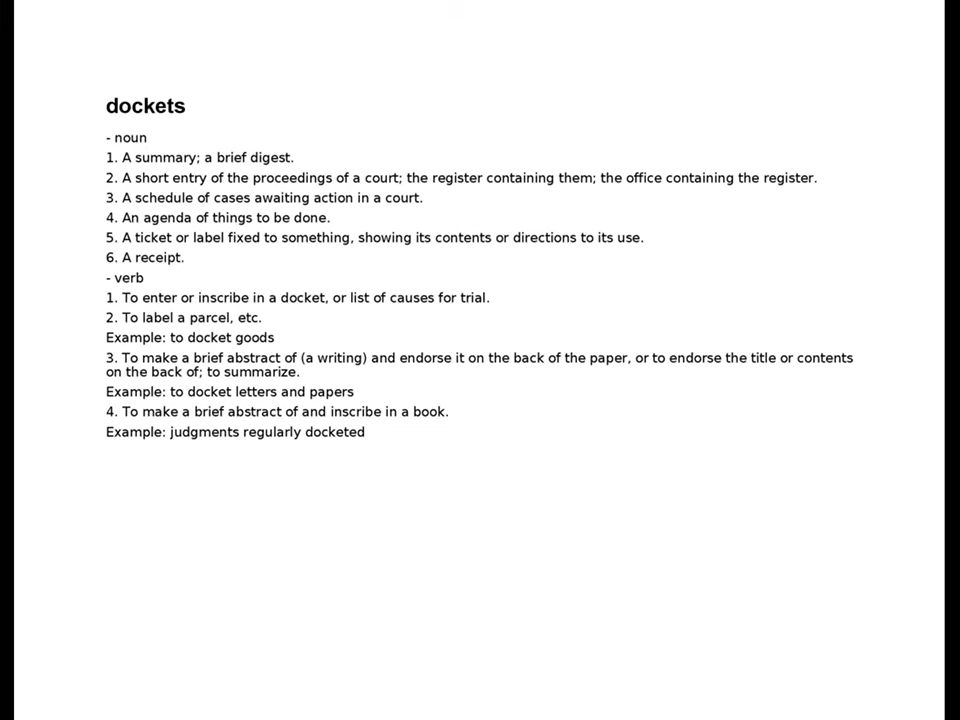 dockets
- noun
1. A summary; a brief digest.
2. A short entry of the proceedings of a court; the register containing them; the office containing the register.
3. A schedule of cases awaiting action in a court.
4. An agenda of things to be done.
5. A ticket or label fixed to something, showing its contents or directions to its use.
6. A receipt.
- verb
1. To enter or inscribe in a docket, or list of causes for trial.
2. To label a parcel, etc.
Example: to docket goods
3. To make a brief abstract of (a writing) and endorse it on the back of the paper, or to endorse the title or contents
on the back of; to summarize.
Example: to docket letters and papers
4. To make a brief abstract of and inscribe in a book.
Example: judgments regularly docketed